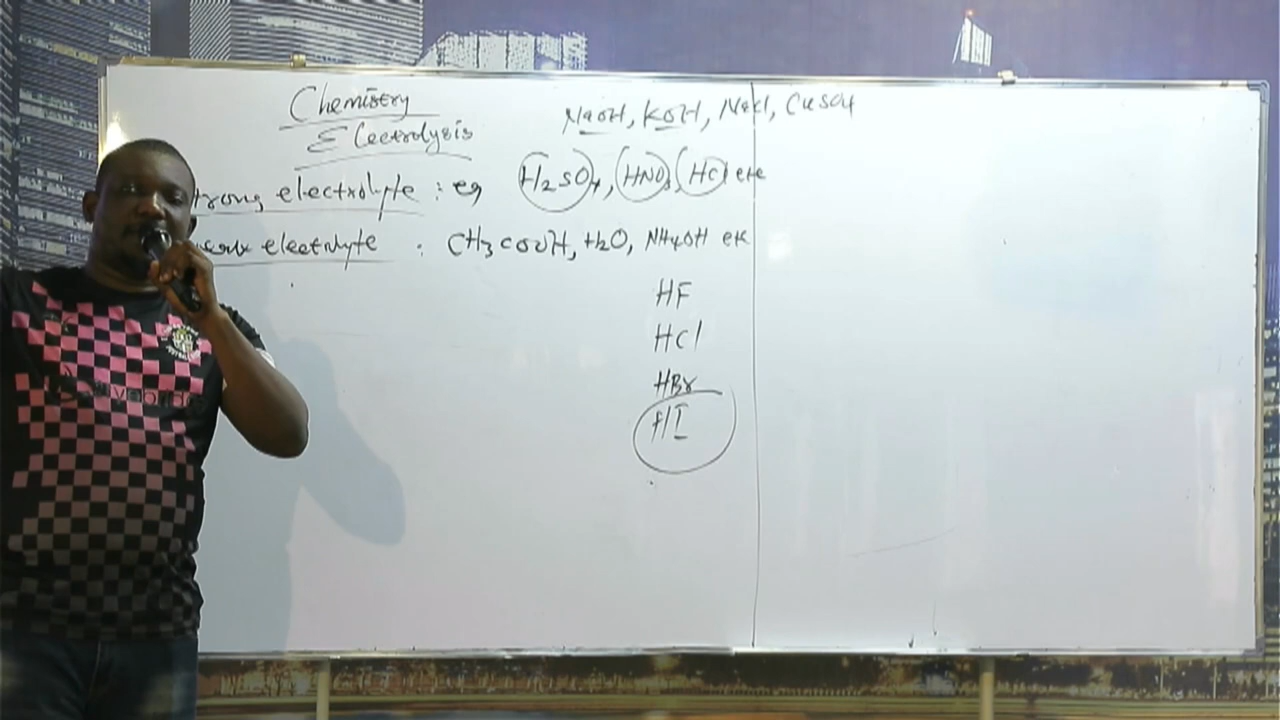 Chemistry
Electrolysis
NaOH, KOH, NaCl, CuSO4
trong electrolyte : eg H2SO4, HNO3, HCl etc
weak electrolyte : CH3COOH, H2O, NH4OH etc
HF
HCl
HBr
HI